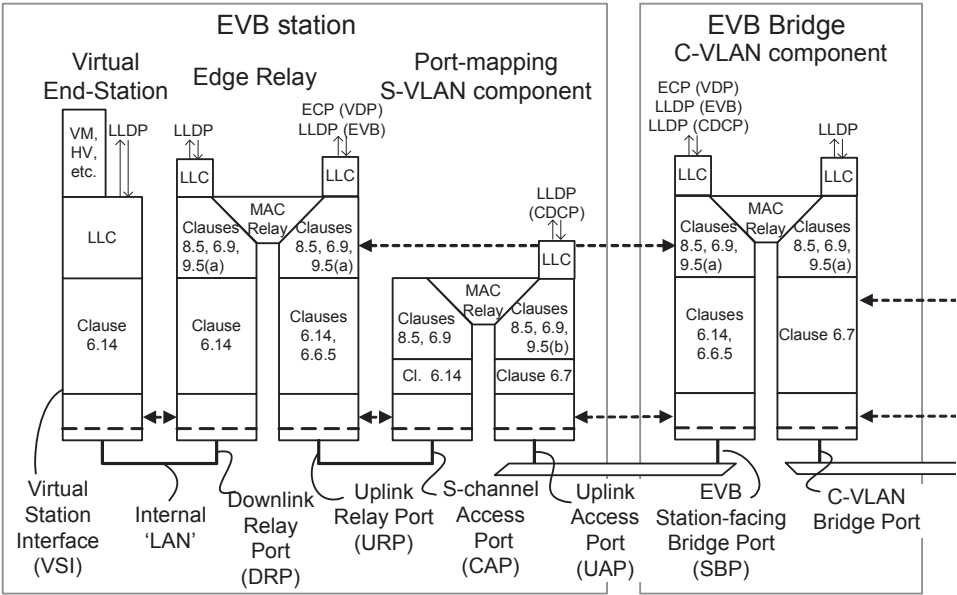 EVB station
EVB Bridge
C-VLAN component
Virtual
End-Station
Edge Relay
Port-mapping
S-VLAN component
VM,
HV,
etc.
LLDP
LLC
Clause
6.14
LLDP
LLC
MAC
Relay
Clauses
8.5, 6.9,
9.5(a)
Clause
6.14
ECP (VDP)
LLDP (EVB)
LLC
Clauses
8.5, 6.9,
9.5(a)
Clauses
6.14,
6.6.5
LLDP
(CDCP)
LLC
MAC
Relay
Clauses
8.5, 6.9
Cl. 6.14
Clauses
8.5, 6.9,
9.5(b)
Clause 6.7
ECP (VDP)
LLDP (EVB)
LLDP (CDCP)
LLC
MAC
Relay
Clauses
8.5, 6.9,
9.5(a)
Clauses
6.14,
6.6.5
LLDP
LLC
Clauses
8.5, 6.9,
9.5(a)
Clause 6.7
Virtual
Station
Interface
(VSI)
Internal
'LAN'
Downlink
Relay
Port
(DRP)
Uplink
Relay Port
(URP)
S-channel
Access
Port
(CAP)
Uplink
Access
Port
(UAP)
EVB
Station-facing
Bridge Port
(SBP)
C-VLAN
Bridge Port